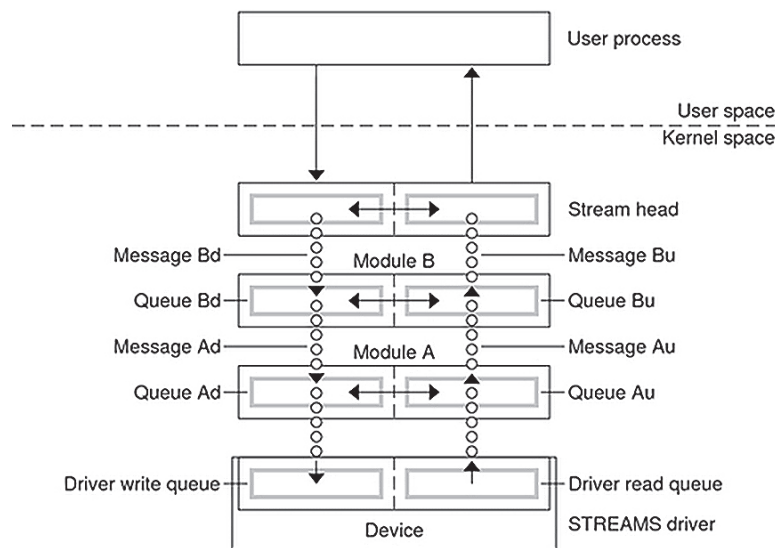 User process
User space
Kernel space
Stream head
Message Bd
Module B
Message Bu
Queue Bd
Queue Bu
Message Ad
Module A
Message Au
Queue Ad
Queue Au
Driver write queue
Driver read queue
Device
STREAMS driver